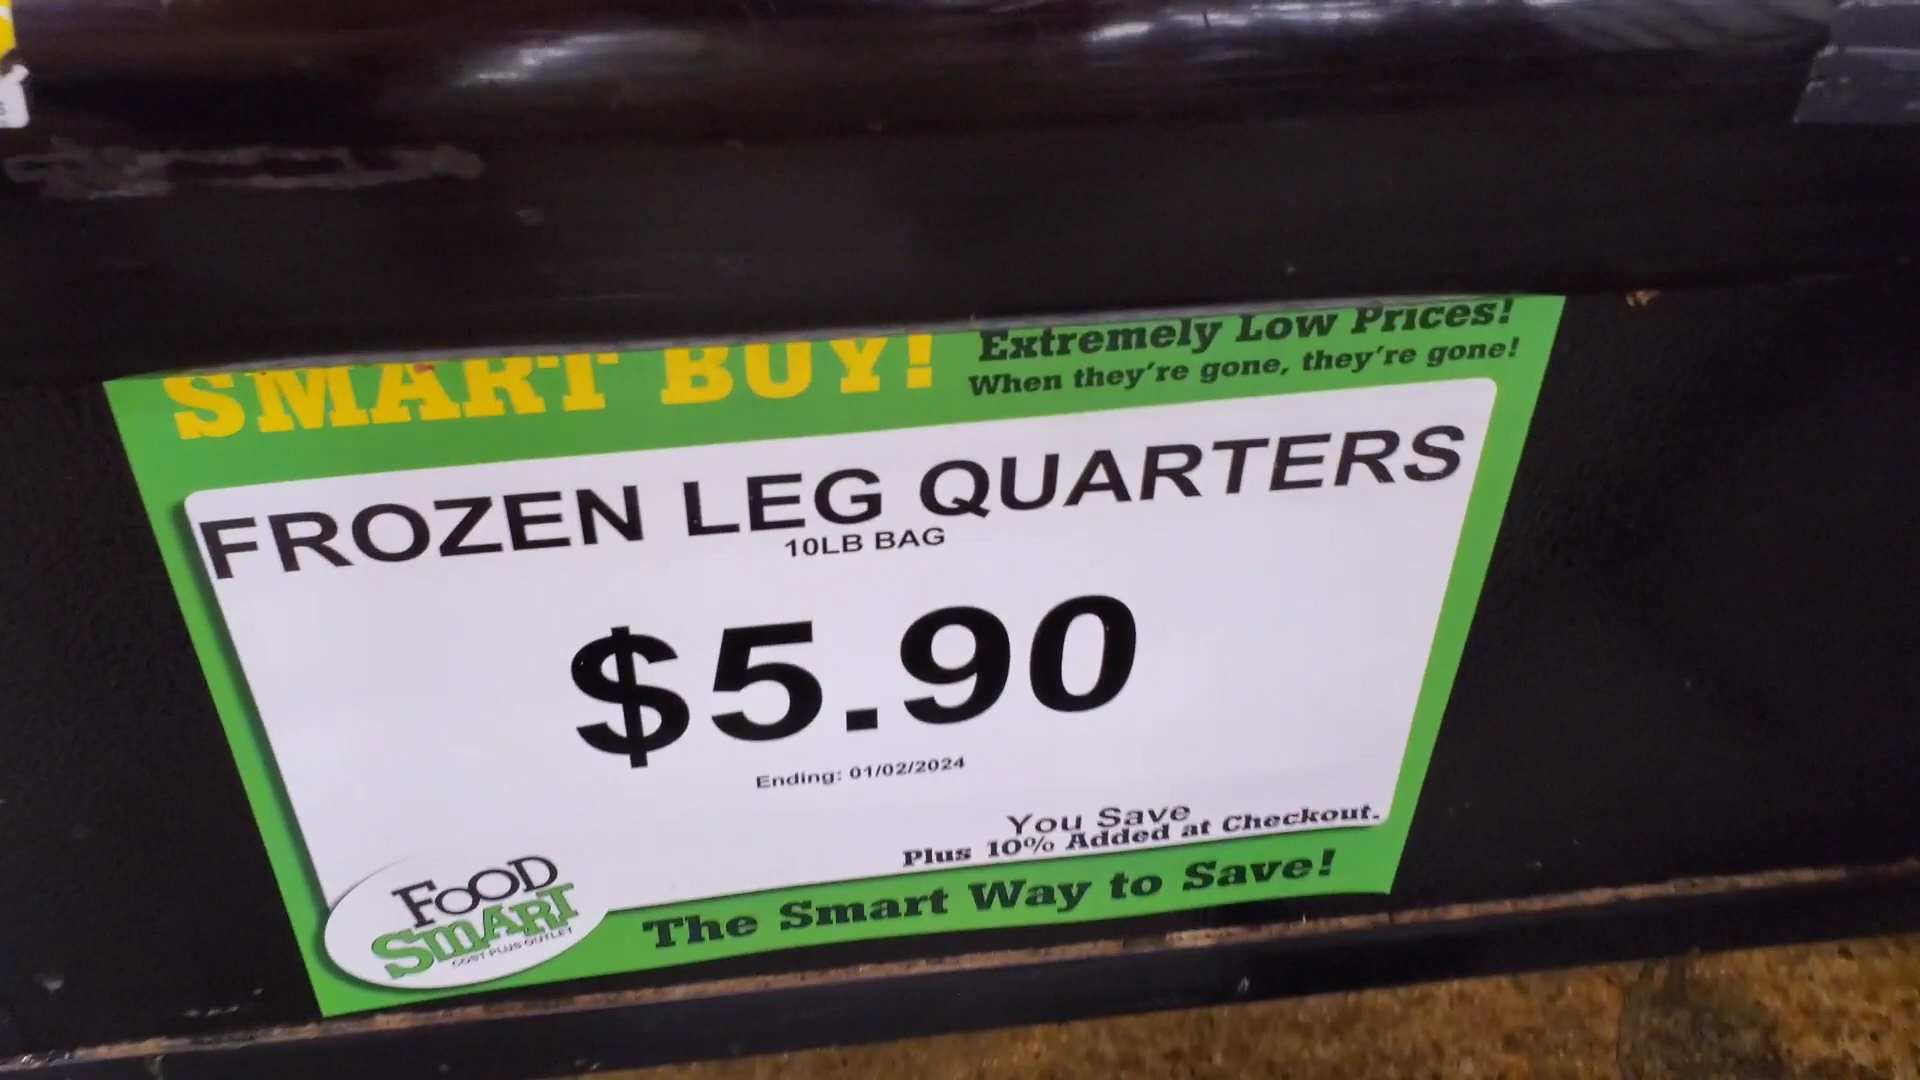 SMART BUY!
Extremely Low Prices!
When they're gone, they're gone!
FROZEN LEG QUARTERS
10LB BAG
$5.90
Ending: 01/02/2024
You Save
Plus 10% Added at Checkout.
The Smart Way to Save!
FOOD
SMART
COST PLUS OUTLET